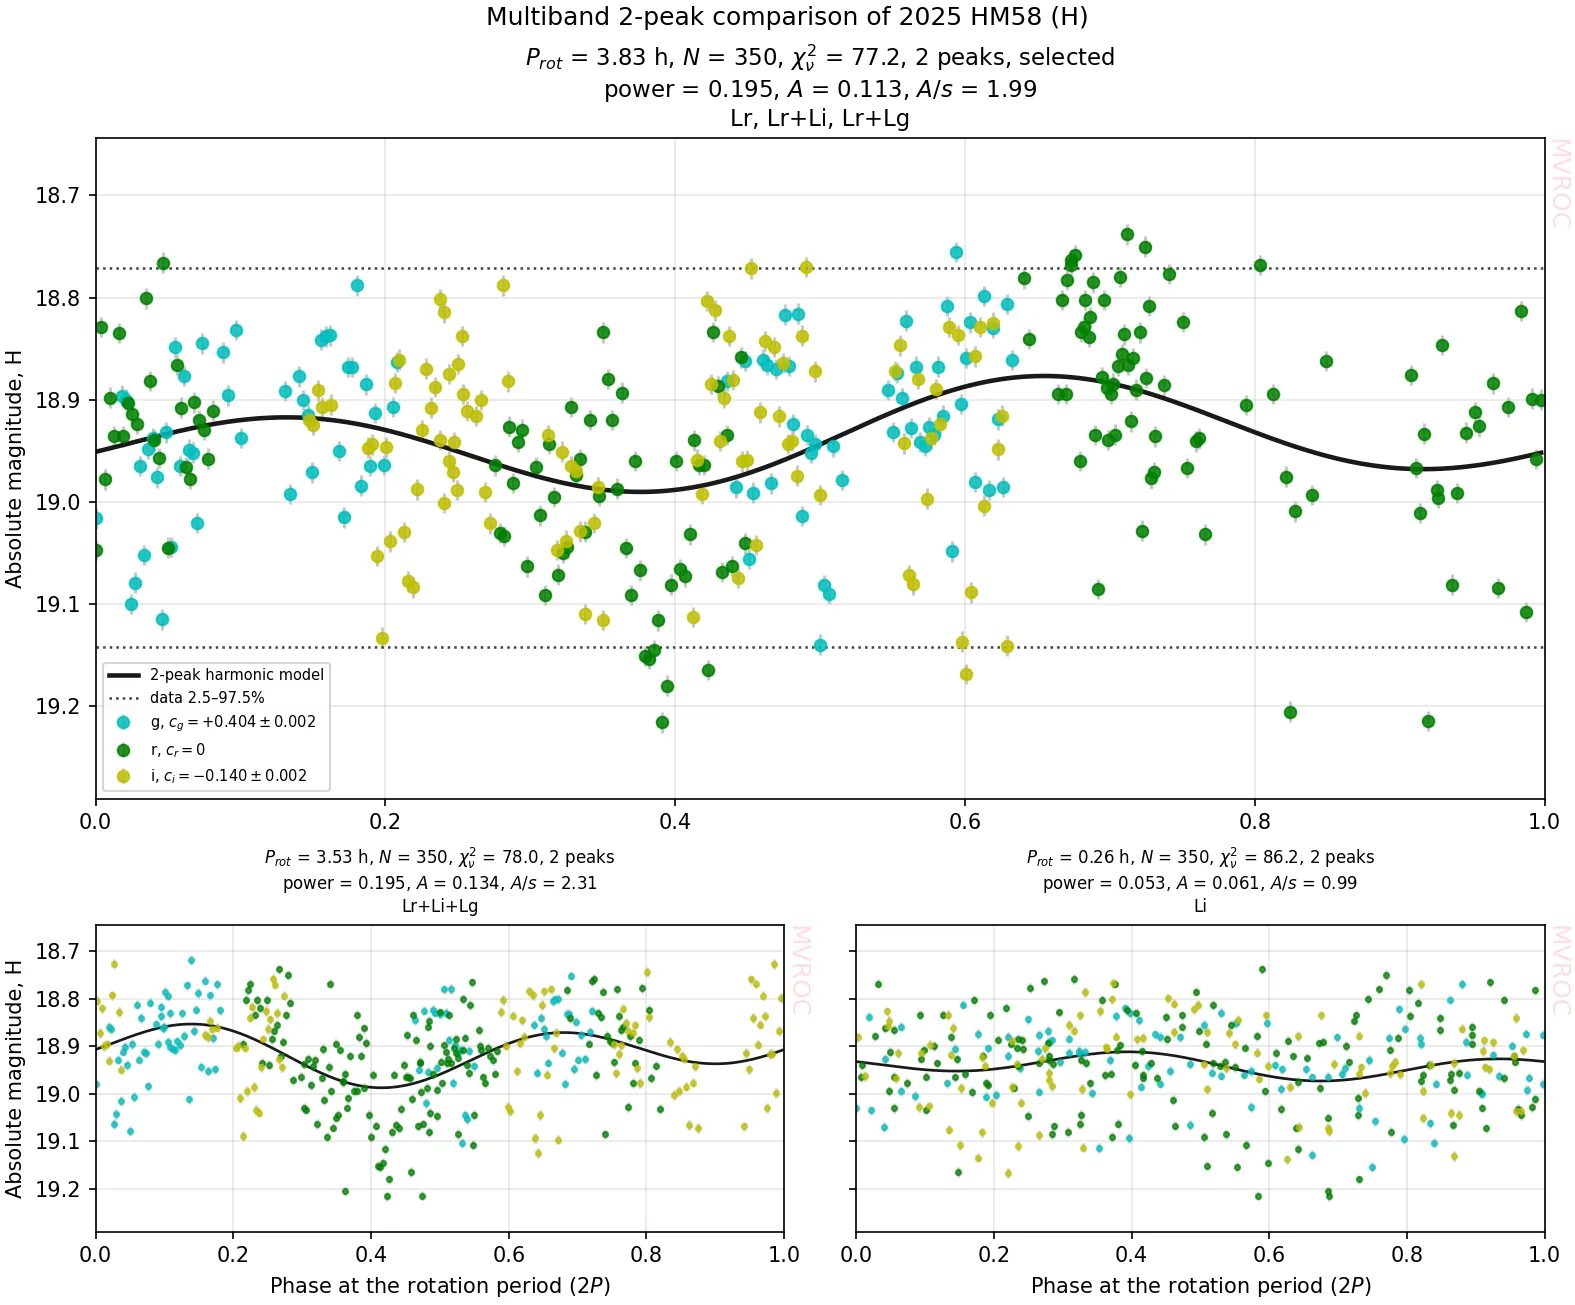 Multiband 2-peak comparison of 2025 HM58 (H)
P_rot = 3.83 h, N = 350, χ²_ν = 77.2, 2 peaks, selected
power = 0.195, A = 0.113, A/s = 1.99
Lr, Lr+Li, Lr+Lg
MVROC
Absolute magnitude, H
18.7
18.8
18.9
19.0
19.1
19.2
2-peak harmonic model
data 2.5–97.5%
g, c_g = +0.404 ± 0.002
r, c_r = 0
i, c_i = −0.140 ± 0.002
0.0 0.2 0.4 0.6 0.8 1.0
P_rot = 3.53 h, N = 350, χ²_ν = 78.0, 2 peaks
power = 0.195, A = 0.134, A/s = 2.31
Lr+Li+Lg
MVROC
Absolute magnitude, H
18.7
18.8
18.9
19.0
19.1
19.2
0.0 0.2 0.4 0.6 0.8 1.0
Phase at the rotation period (2P)
P_rot = 0.26 h, N = 350, χ²_ν = 86.2, 2 peaks
power = 0.053, A = 0.061, A/s = 0.99
Li
MVROC
0.0 0.2 0.4 0.6 0.8 1.0
Phase at the rotation period (2P)